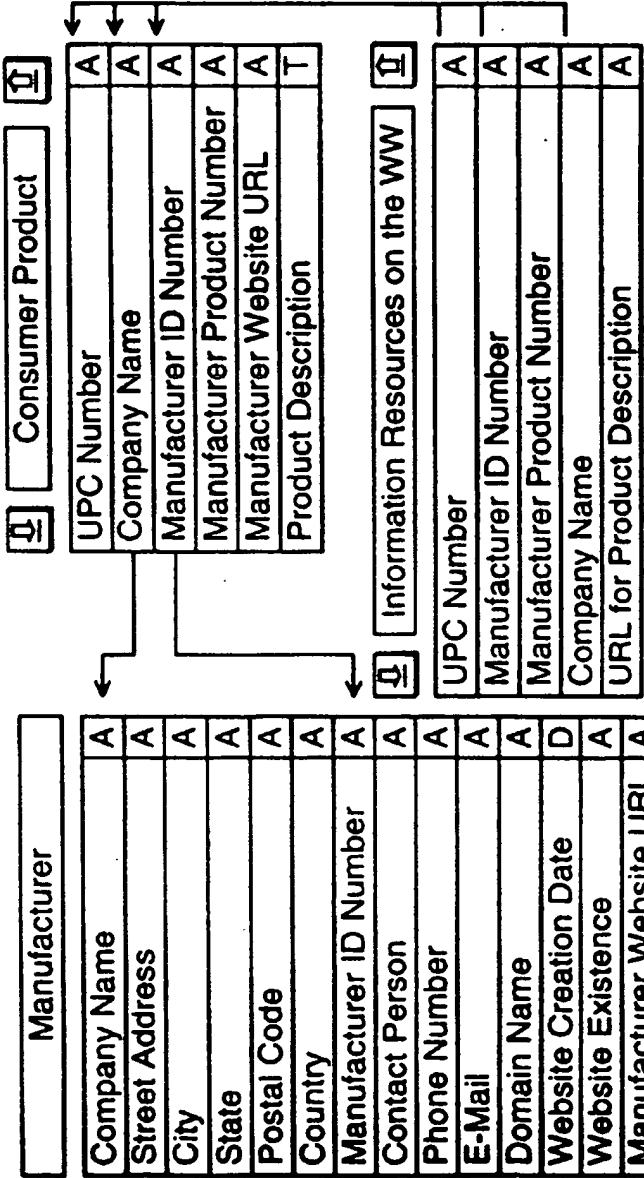 Manufacturer
Company Name A
Street Address A
City A
State A
Postal Code A
Country A
Manufacturer ID Number A
Contact Person A
Phone Number A
E-Mail A
Domain Name A
Website Creation Date D
Website Existence A
Manufacturer Website URL A
Consumer Product
UPC Number A
Company Name A
Manufacturer ID Number A
Manufacturer Product Number A
Manufacturer Website URL A
Product Description T
Information Resources on the WW
UPC Number A
Manufacturer ID Number A
Manufacturer Product Number A
Company Name A
URL for Product Description A